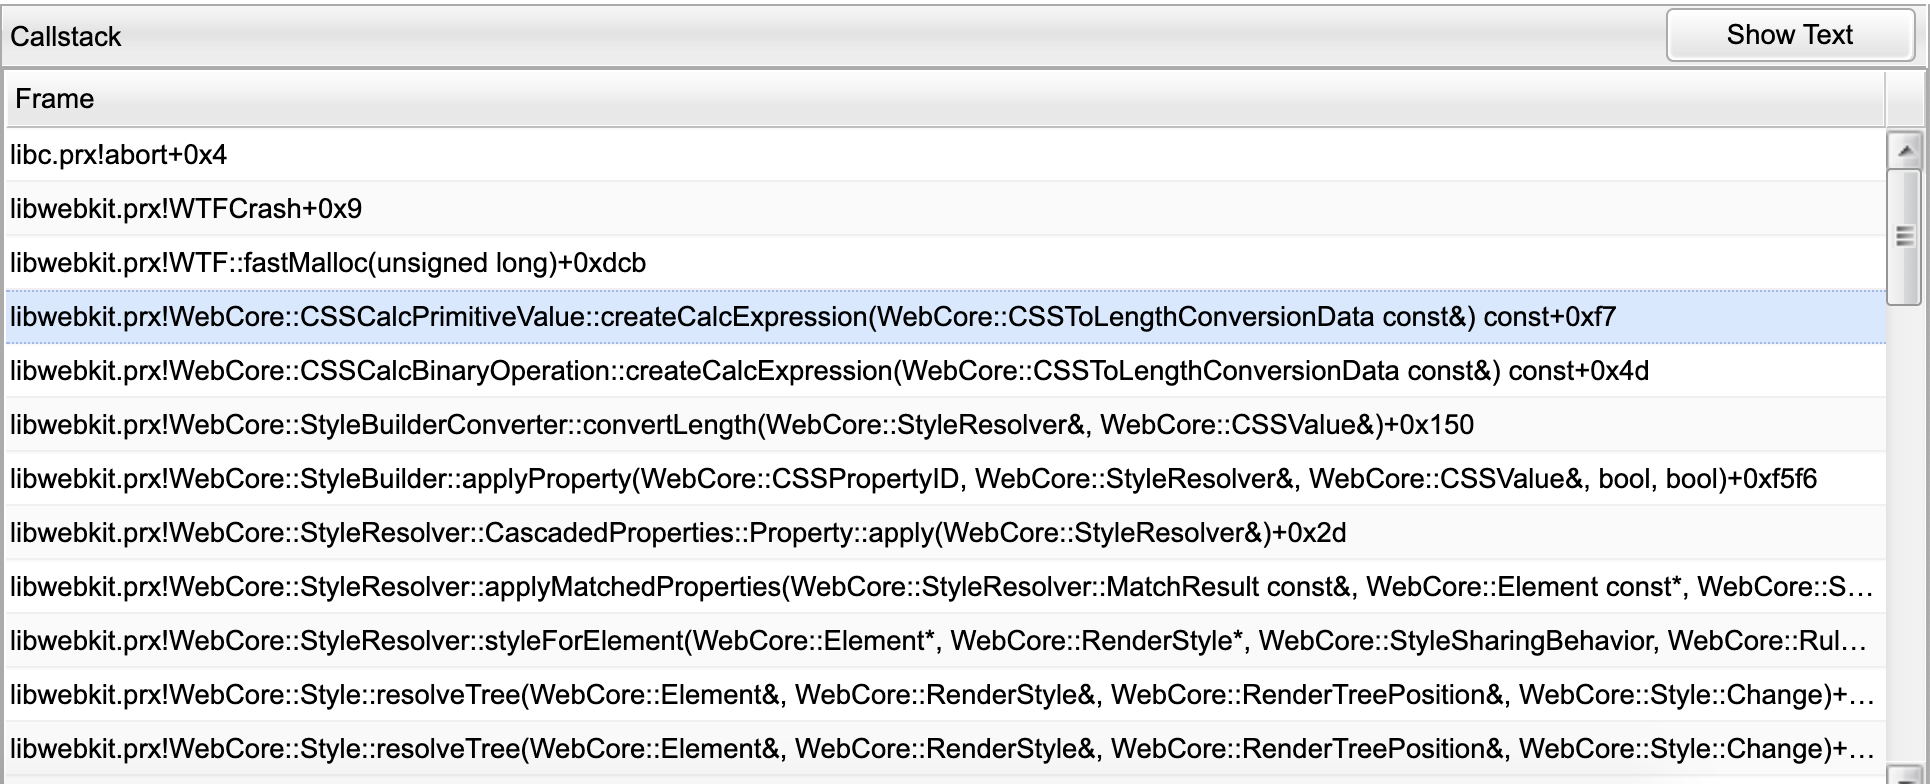 Callstack
Show Text
Frame
libc.prx!abort+0x4
libwebkit.prx!WTFCrash+0x9
libwebkit.prx!WTF::fastMalloc(unsigned long)+0xdcb
libwebkit.prx!WebCore::CSSCalcPrimitiveValue::createCalcExpression(WebCore::CSSToLengthConversionData const&) const+0xf7
libwebkit.prx!WebCore::CSSCalcBinaryOperation::createCalcExpression(WebCore::CSSToLengthConversionData const&) const+0x4d
libwebkit.prx!WebCore::StyleBuilderConverter::convertLength(WebCore::StyleResolver&, WebCore::CSSValue&)+0x150
libwebkit.prx!WebCore::StyleBuilder::applyProperty(WebCore::CSSPropertyID, WebCore::StyleResolver&, WebCore::CSSValue&, bool, bool)+0xf5f6
libwebkit.prx!WebCore::StyleResolver::CascadedProperties::Property::apply(WebCore::StyleResolver&)+0x2d
libwebkit.prx!WebCore::StyleResolver::applyMatchedProperties(WebCore::StyleResolver::MatchResult const&, WebCore::Element const*, WebCore::S…
libwebkit.prx!WebCore::StyleResolver::styleForElement(WebCore::Element*, WebCore::RenderStyle*, WebCore::StyleSharingBehavior, WebCore::Rul…
libwebkit.prx!WebCore::Style::resolveTree(WebCore::Element&, WebCore::RenderStyle&, WebCore::RenderTreePosition&, WebCore::Style::Change)+…
libwebkit.prx!WebCore::Style::resolveTree(WebCore::Element&, WebCore::RenderStyle&, WebCore::RenderTreePosition&, WebCore::Style::Change)+…